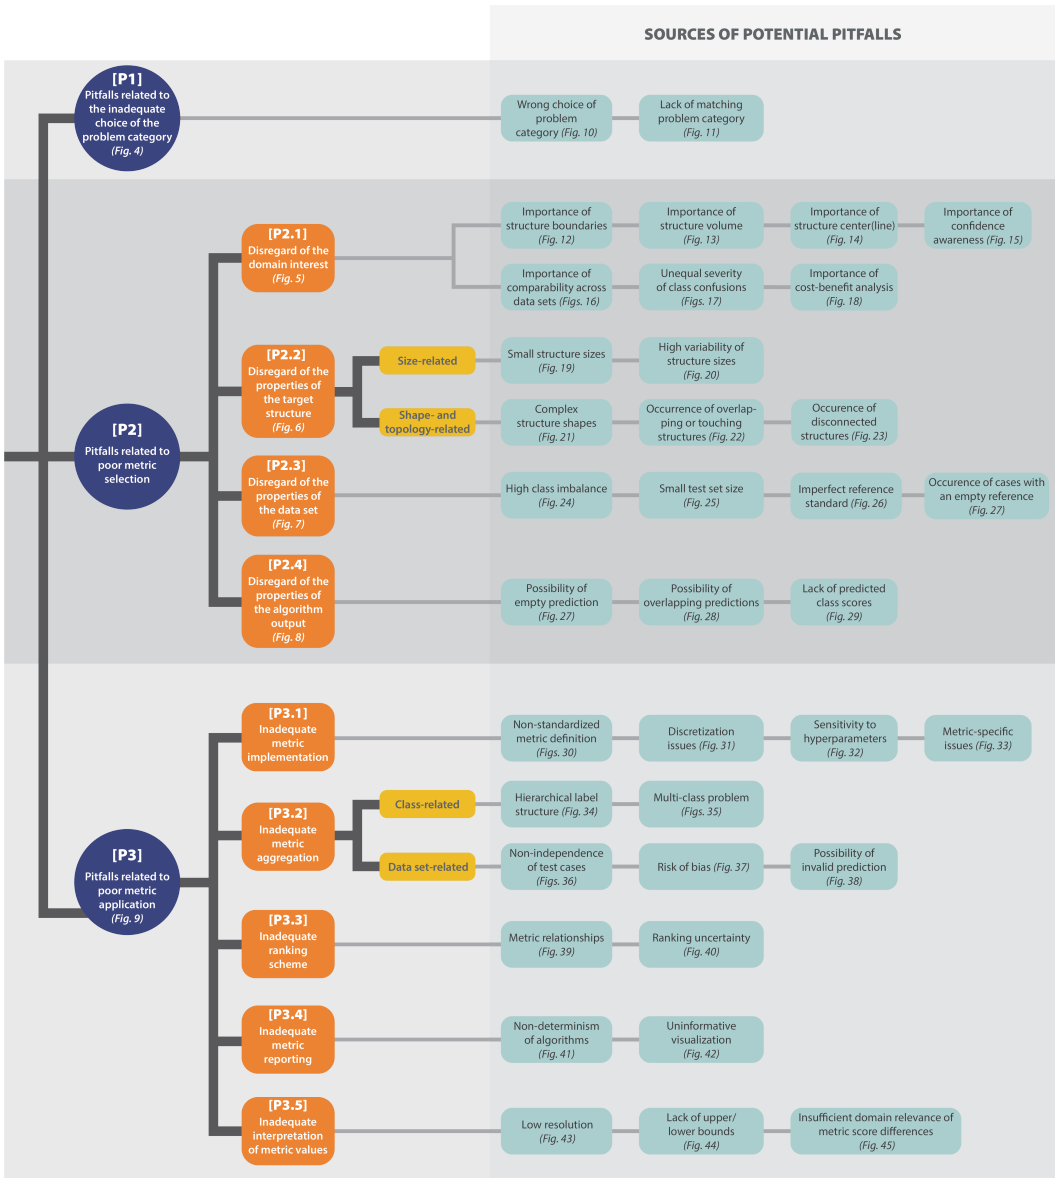 SOURCES OF POTENTIAL PITFALLS
[P1]
Pitfalls related to
the inadequate
choice of the
problem category
(Fig. 4)
Wrong choice of
problem
category (Fig. 10)
Lack of matching
problem category
(Fig. 11)
[P2]
Pitfalls related to
poor metric
selection
[P2.1]
Disregard of the
domain interest
(Fig. 5)
Importance of
structure boundaries
(Fig. 12)
Importance of
structure volume
(Fig. 13)
Importance of
structure center(line)
(Fig. 14)
Importance of
confidence
awareness (Fig. 15)
Importance of
comparability across
data sets (Figs. 16)
Unequal severity
of class confusions
(Figs. 17)
Importance of
cost-benefit analysis
(Fig. 18)
[P2.2]
Disregard of the
properties of
the target
structure
(Fig. 6)
Size-related
Small structure sizes
(Fig. 19)
High variability of
structure sizes
(Fig. 20)
Shape- and
topology-related
Complex
structure shapes
(Fig. 21)
Occurrence of overlap-
ping or touching
structures (Fig. 22)
Occurence of
disconnected
structures (Fig. 23)
[P2.3]
Disregard of the
properties of
the data set
(Fig. 7)
High class imbalance
(Fig. 24)
Small test set size
(Fig. 25)
Imperfect reference
standard (Fig. 26)
Occurence of cases with
an empty reference
(Fig. 27)
[P2.4]
Disregard of the
properties of
the algorithm
output
(Fig. 8)
Possibility of
empty prediction
(Fig. 27)
Possibility of
overlapping predictions
(Fig. 28)
Lack of predicted
class scores
(Fig. 29)
[P3]
Pitfalls related to
poor metric
application
(Fig. 9)
[P3.1]
Inadequate
metric
implementation
Non-standardized
metric definition
(Figs. 30)
Discretization
issues (Fig. 31)
Sensitivity to
hyperparameters
(Fig. 32)
Metric-specific
issues (Fig. 33)
[P3.2]
Inadequate
metric
aggregation
Class-related
Hierarchical label
structure (Fig. 34)
Multi-class problem
(Figs. 35)
Data set-related
Non-independence
of test cases
(Figs. 36)
Risk of bias (Fig. 37)
Possibility of
invalid prediction
(Fig. 38)
[P3.3]
Inadequate
ranking
scheme
Metric relationships
(Fig. 39)
Ranking uncertainty
(Fig. 40)
[P3.4]
Inadequate
metric
reporting
Non-determinism
of algorithms
(Fig. 41)
Uninformative
visualization
(Fig. 42)
[P3.5]
Inadequate
interpretation
of metric values
Low resolution
(Fig. 43)
Lack of upper/
lower bounds
(Fig. 44)
Insufficient domain relevance of
metric score differences
(Fig. 45)